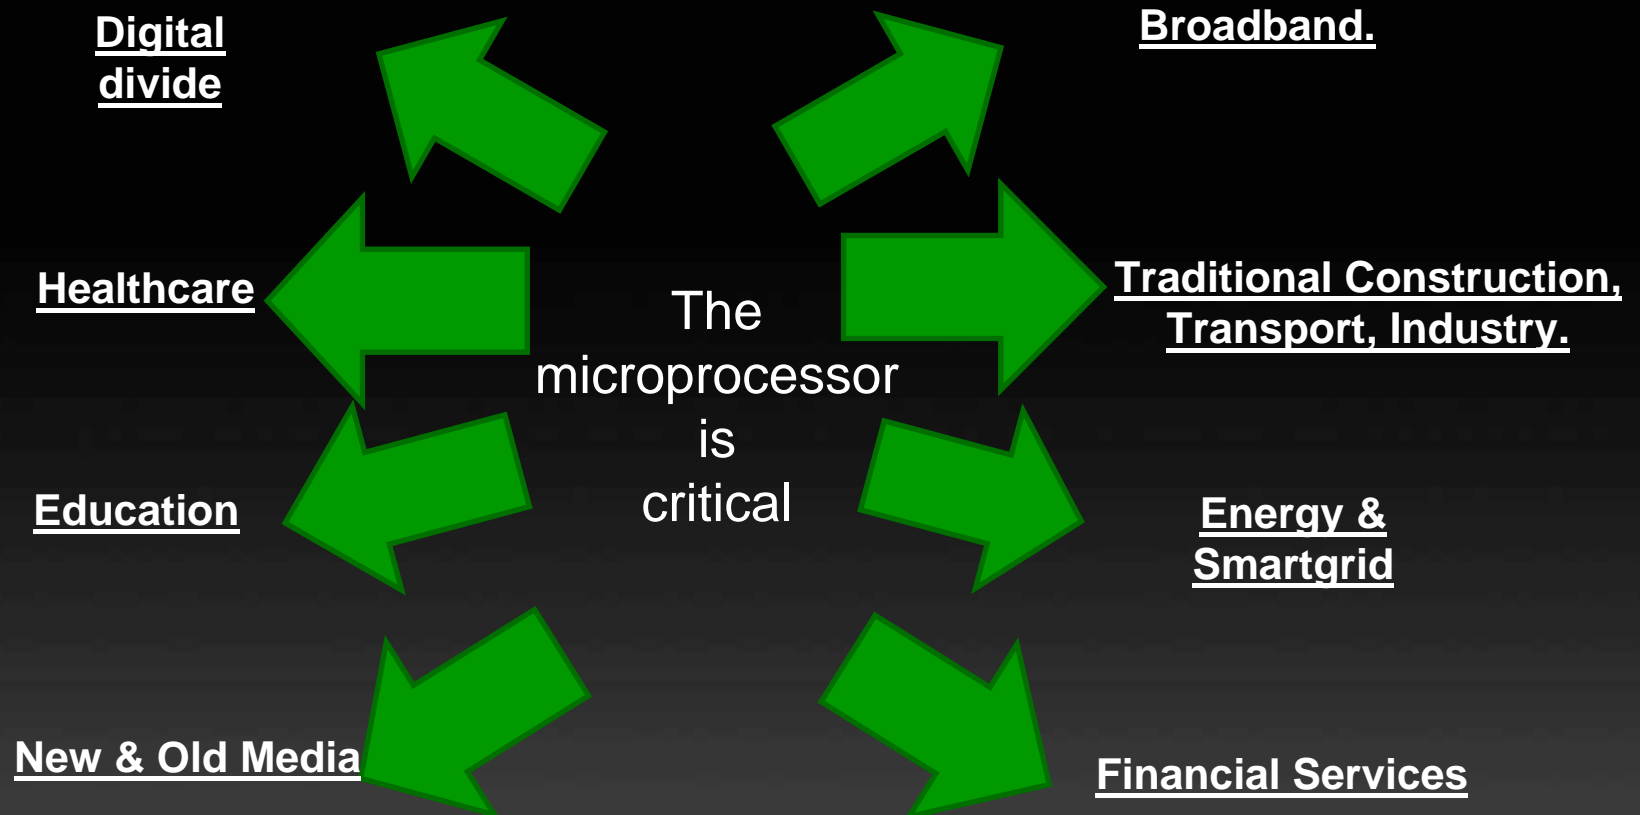 Digital
divide
Broadband.
Healthcare
Traditional Construction,
Transport, Industry.
The
microprocessor
is
critical
Education
Energy &
Smartgrid
New & Old Media
Financial Services